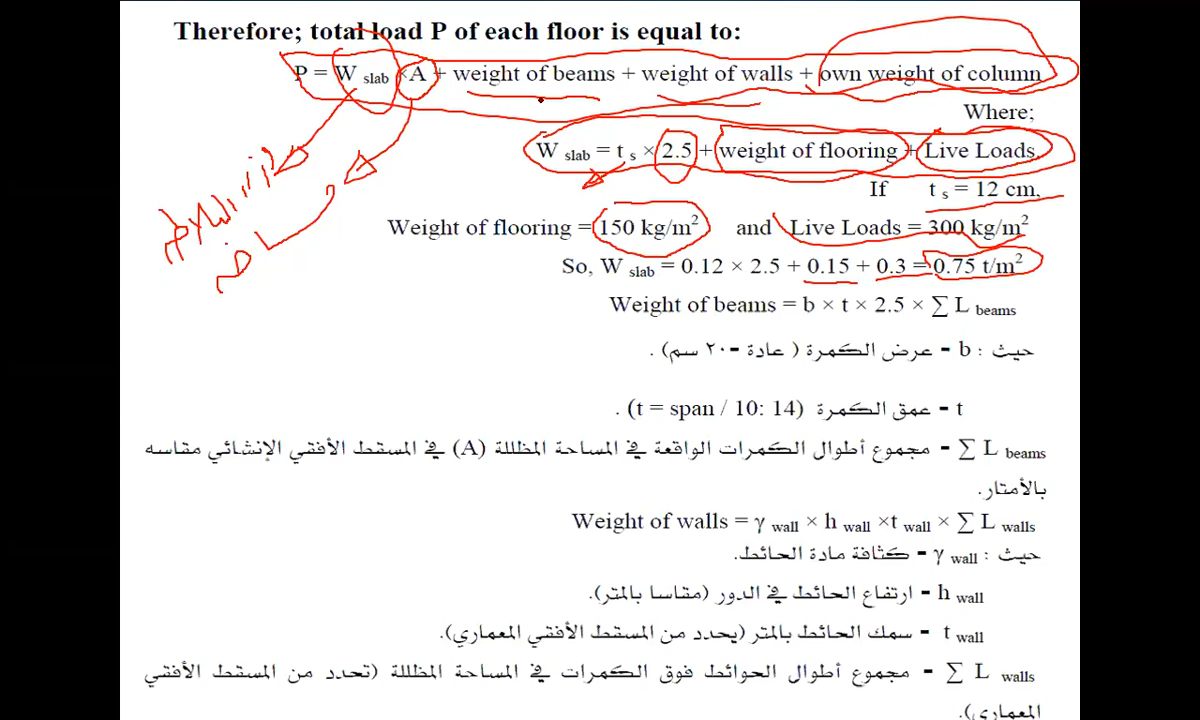 Therefore; total load P of each floor is equal to:
P = W slab × A + weight of beams + weight of walls + own weight of column
Where;
W slab = t s × 2.5 + weight of flooring + Live Loads,
If t s = 12 cm,
Weight of flooring = 150 kg/m² and Live Loads = 300 kg/m²
So, W slab = 0.12 × 2.5 + 0.15 + 0.3 = 0.75 t/m²
Weight of beams = b × t × 2.5 × ∑ L beams
حيث : b - عرض الكمرة ( عادة -٢٠ سم) .
t - عمق الكمرة (t = span / 10: 14) .
∑ L beams - مجموع أطوال الكمرات الواقعة في المساحة المظللة (A) في المسقط الأفقي الإنشائي مقاسه
بالأمتار.
Weight of walls = γ wall × h wall ×t wall × ∑ L walls
حيث : γ wall - كثافة مادة الحائط.
h wall - ارتفاع الحائط في الدور (مقاسا بالمتر).
t wall - سمك الحائط بالمتر (يحدد من المسقط الأفقي المعماري).
∑ L walls - مجموع أطوال الحوائط فوق الكمرات في المساحة المظللة (تحدد من المسقط الأفقي
المعماري).